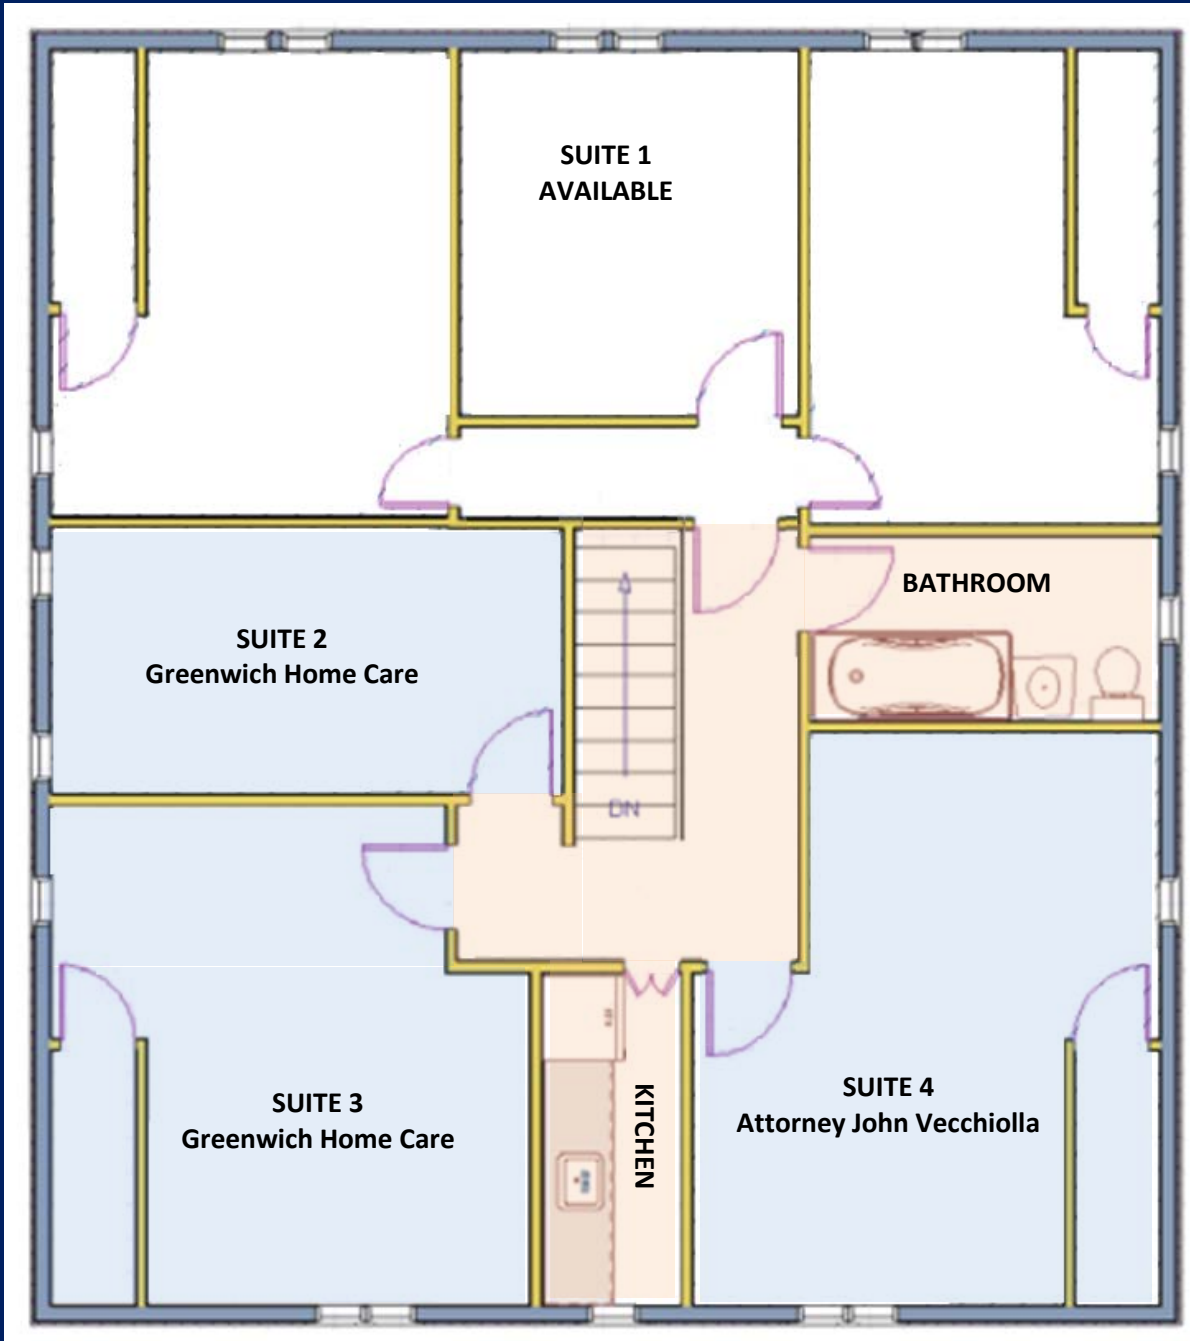 SUITE 1
AVAILABLE
BATHROOM
SUITE 2
Greenwich Home Care
DN
SUITE 3
Greenwich Home Care
KITCHEN
SUITE 4
Attorney John Vecchiolla